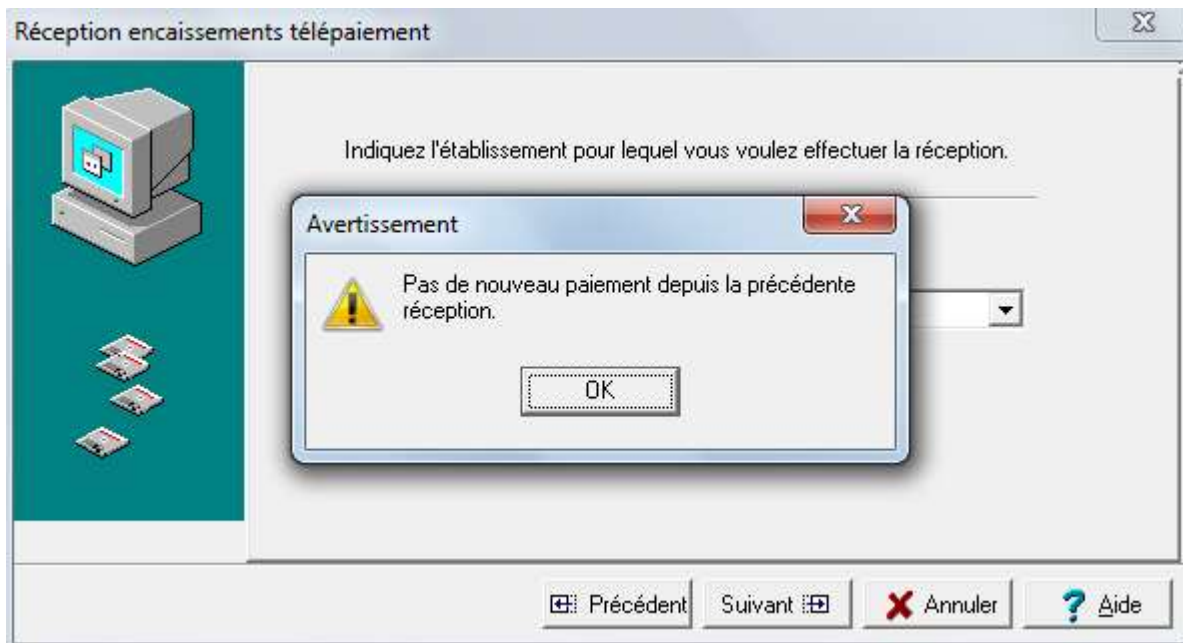 Réception encaissements télépaiement
Indiquez l'établissement pour lequel vous voulez effectuer la réception.
Avertissement
Pas de nouveau paiement depuis la précédente
réception.
OK
Précédent
Suivant
Annuler
Aide